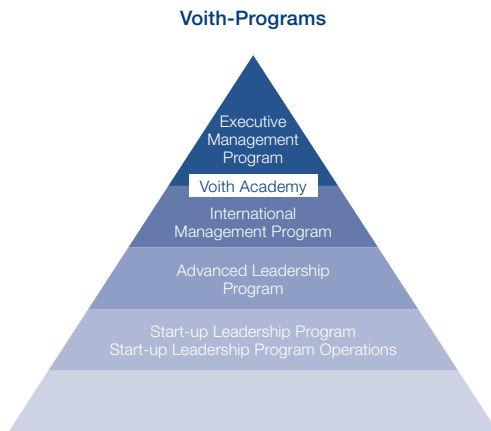 Voith-Programs
Executive
Management
Program
Voith Academy
International
Management Program
Advanced Leadership
Program
Start-up Leadership Program
Start-up Leadership Program Operations